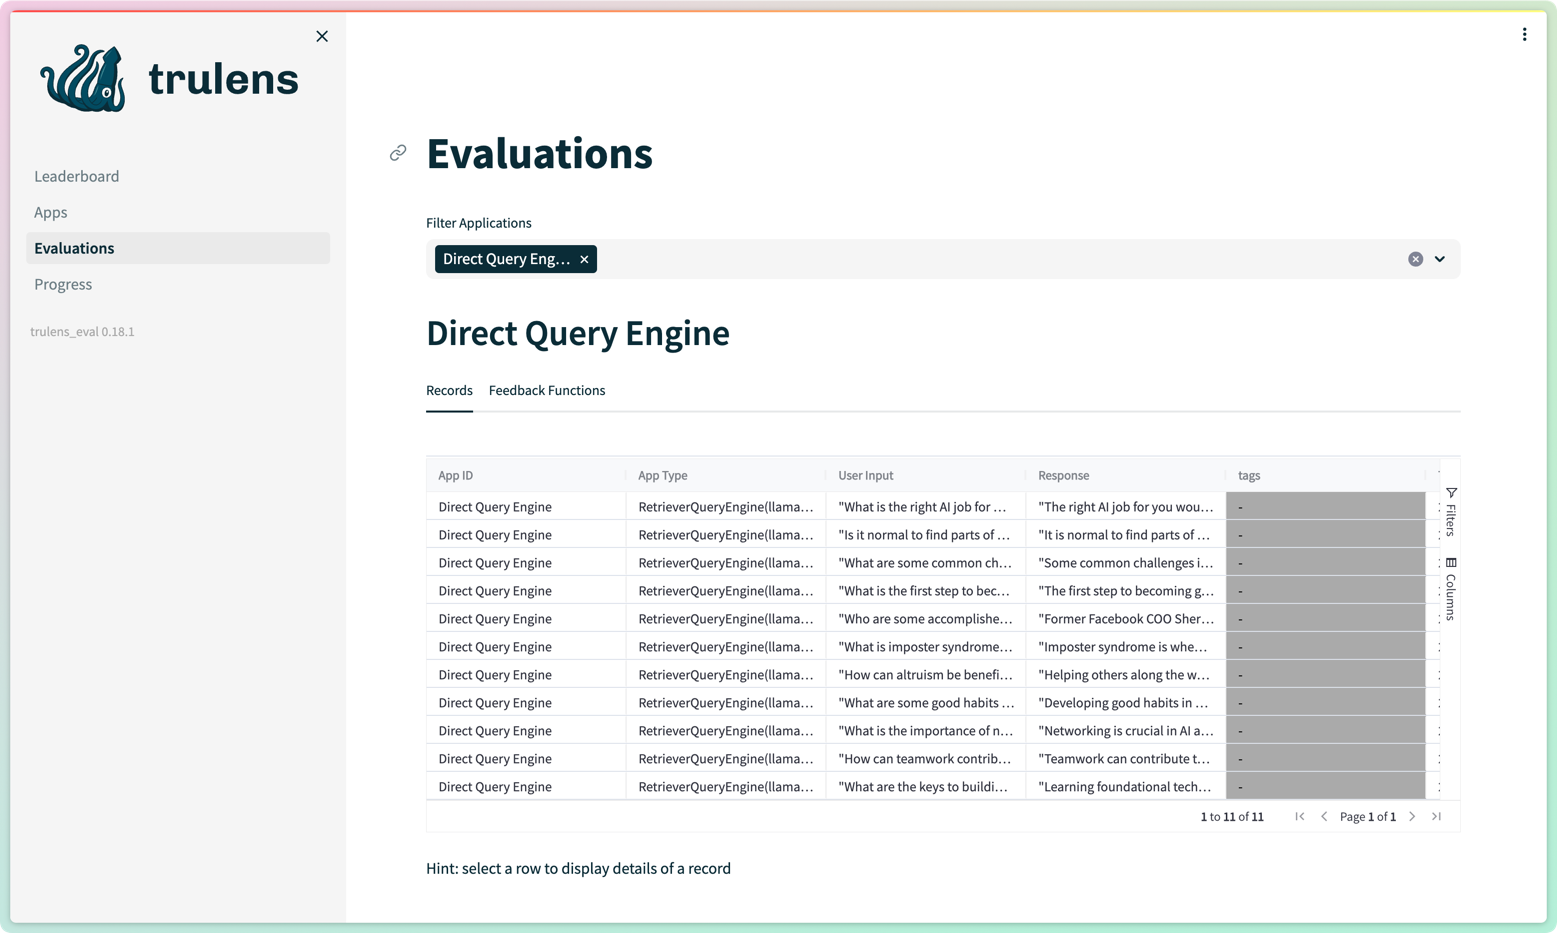 trulens
Leaderboard
Apps
Evaluations
Progress
trulens_eval 0.18.1
Evaluations
Filter Applications
Direct Query Eng…
Direct Query Engine
Records Feedback Functions
App ID App Type User Input Response tags
Direct Query Engine RetrieverQueryEngine(llama… "What is the right AI job for … "The right AI job for you wou… -
Direct Query Engine RetrieverQueryEngine(llama… "Is it normal to find parts of … "It is normal to find parts of … -
Direct Query Engine RetrieverQueryEngine(llama… "What are some common ch… "Some common challenges i… -
Direct Query Engine RetrieverQueryEngine(llama… "What is the first step to bec… "The first step to becoming g… -
Direct Query Engine RetrieverQueryEngine(llama… "Who are some accomplishe… "Former Facebook COO Sher… -
Direct Query Engine RetrieverQueryEngine(llama… "What is imposter syndrome… "Imposter syndrome is whe… -
Direct Query Engine RetrieverQueryEngine(llama… "How can altruism be benefi… "Helping others along the w… -
Direct Query Engine RetrieverQueryEngine(llama… "What are some good habits … "Developing good habits in … -
Direct Query Engine RetrieverQueryEngine(llama… "What is the importance of n… "Networking is crucial in AI a… -
Direct Query Engine RetrieverQueryEngine(llama… "How can teamwork contrib… "Teamwork can contribute t… -
Direct Query Engine RetrieverQueryEngine(llama… "What are the keys to buildi… "Learning foundational tech… -
Filters
Columns
1 to 11 of 11 Page 1 of 1
Hint: select a row to display details of a record